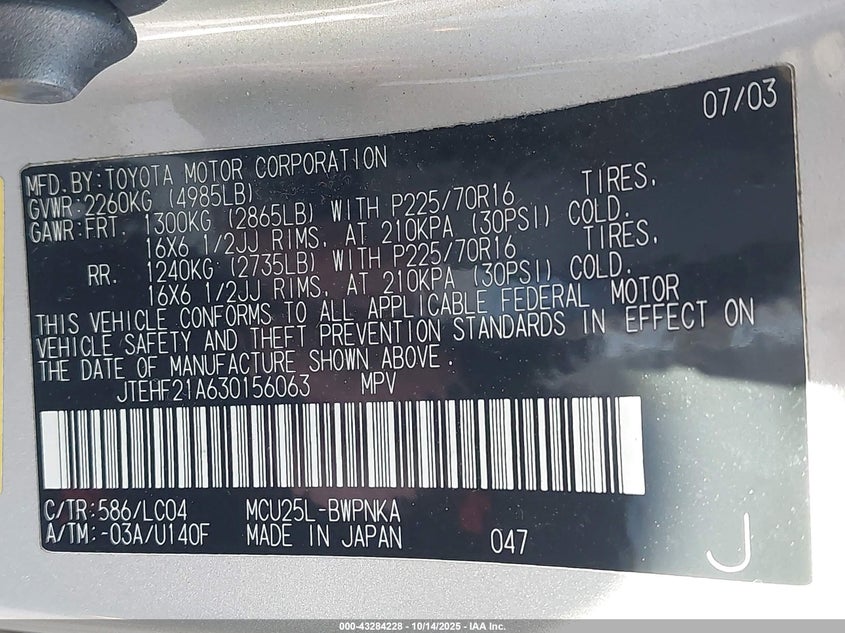 07/03
MFD.BY:TOYOTA MOTOR CORPORATION
GVWR:2260KG (4985LB)
GAWR:FRT. 1300KG (2865LB) WITH P225/70R16 TIRES,
16X6 1/2JJ RIMS, AT 210KPA (30PSI) COLD.
RR. 1240KG (2735LB) WITH P225/70R16 TIRES,
16X6 1/2JJ RIMS, AT 210KPA (30PSI) COLD.
THIS VEHICLE CONFORMS TO ALL APPLICABLE FEDERAL MOTOR
VEHICLE SAFETY AND THEFT PREVENTION STANDARDS IN EFFECT ON
THE DATE OF MANUFACTURE SHOWN ABOVE.
JTEHF21A630156063 MPV
C/TR:586/LC04 MCU25L-BWPNKA
A/TM:-03A/U140F MADE IN JAPAN 047
J
000-43284228 - 10/14/2025 - IAA Inc.